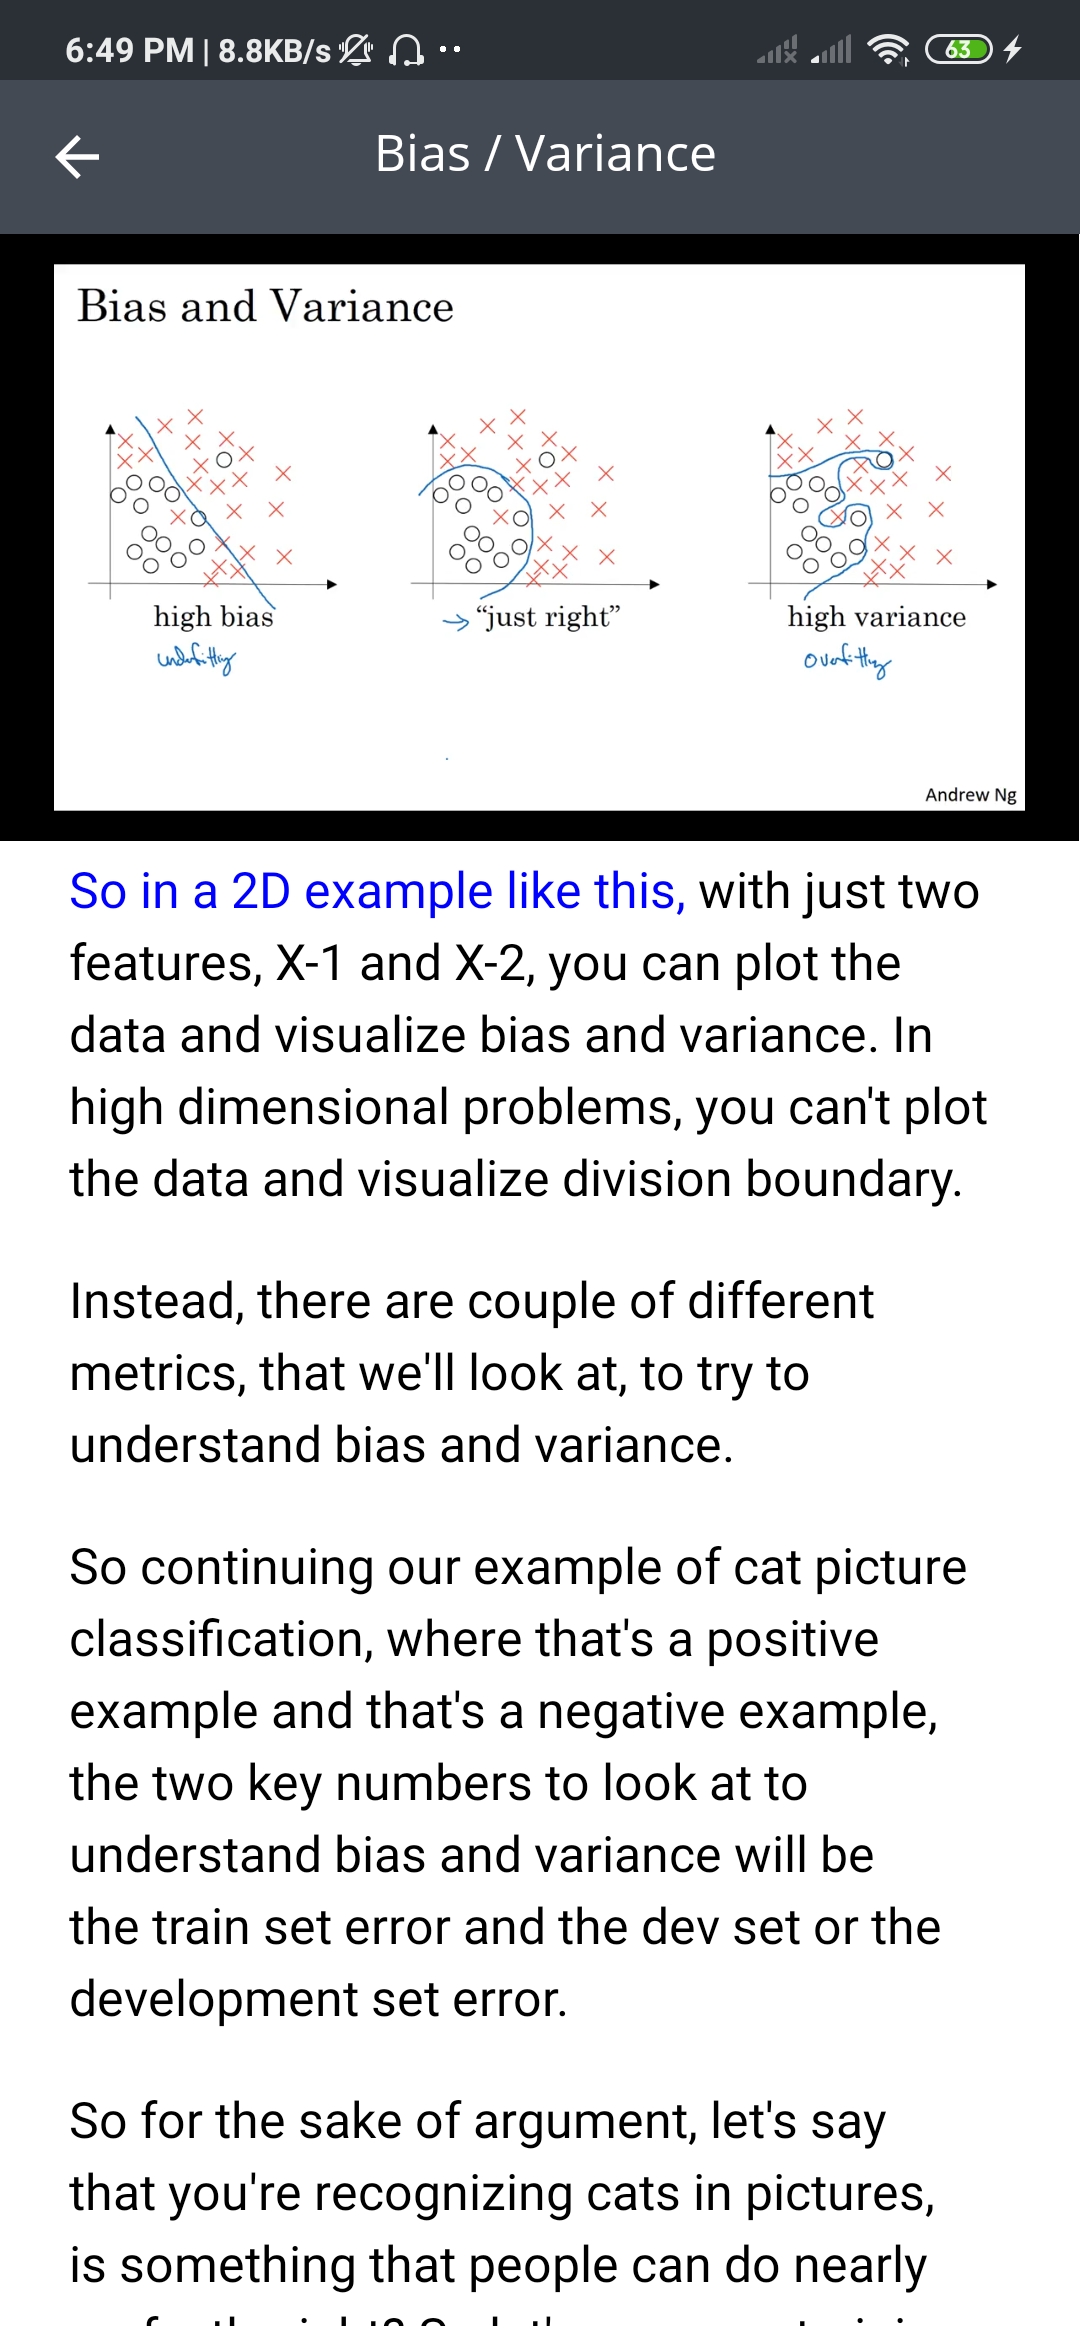 6:49 PM | 8.8KB/s
63
Bias / Variance
Bias and Variance
high bias
"just right"
high variance
underfitting
overfitting
Andrew Ng
So in a 2D example like this, with just two
features, X-1 and X-2, you can plot the
data and visualize bias and variance. In
high dimensional problems, you can't plot
the data and visualize division boundary.
Instead, there are couple of different
metrics, that we'll look at, to try to
understand bias and variance.
So continuing our example of cat picture
classification, where that's a positive
example and that's a negative example,
the two key numbers to look at to
understand bias and variance will be
the train set error and the dev set or the
development set error.
So for the sake of argument, let's say
that you're recognizing cats in pictures,
is something that people can do nearly